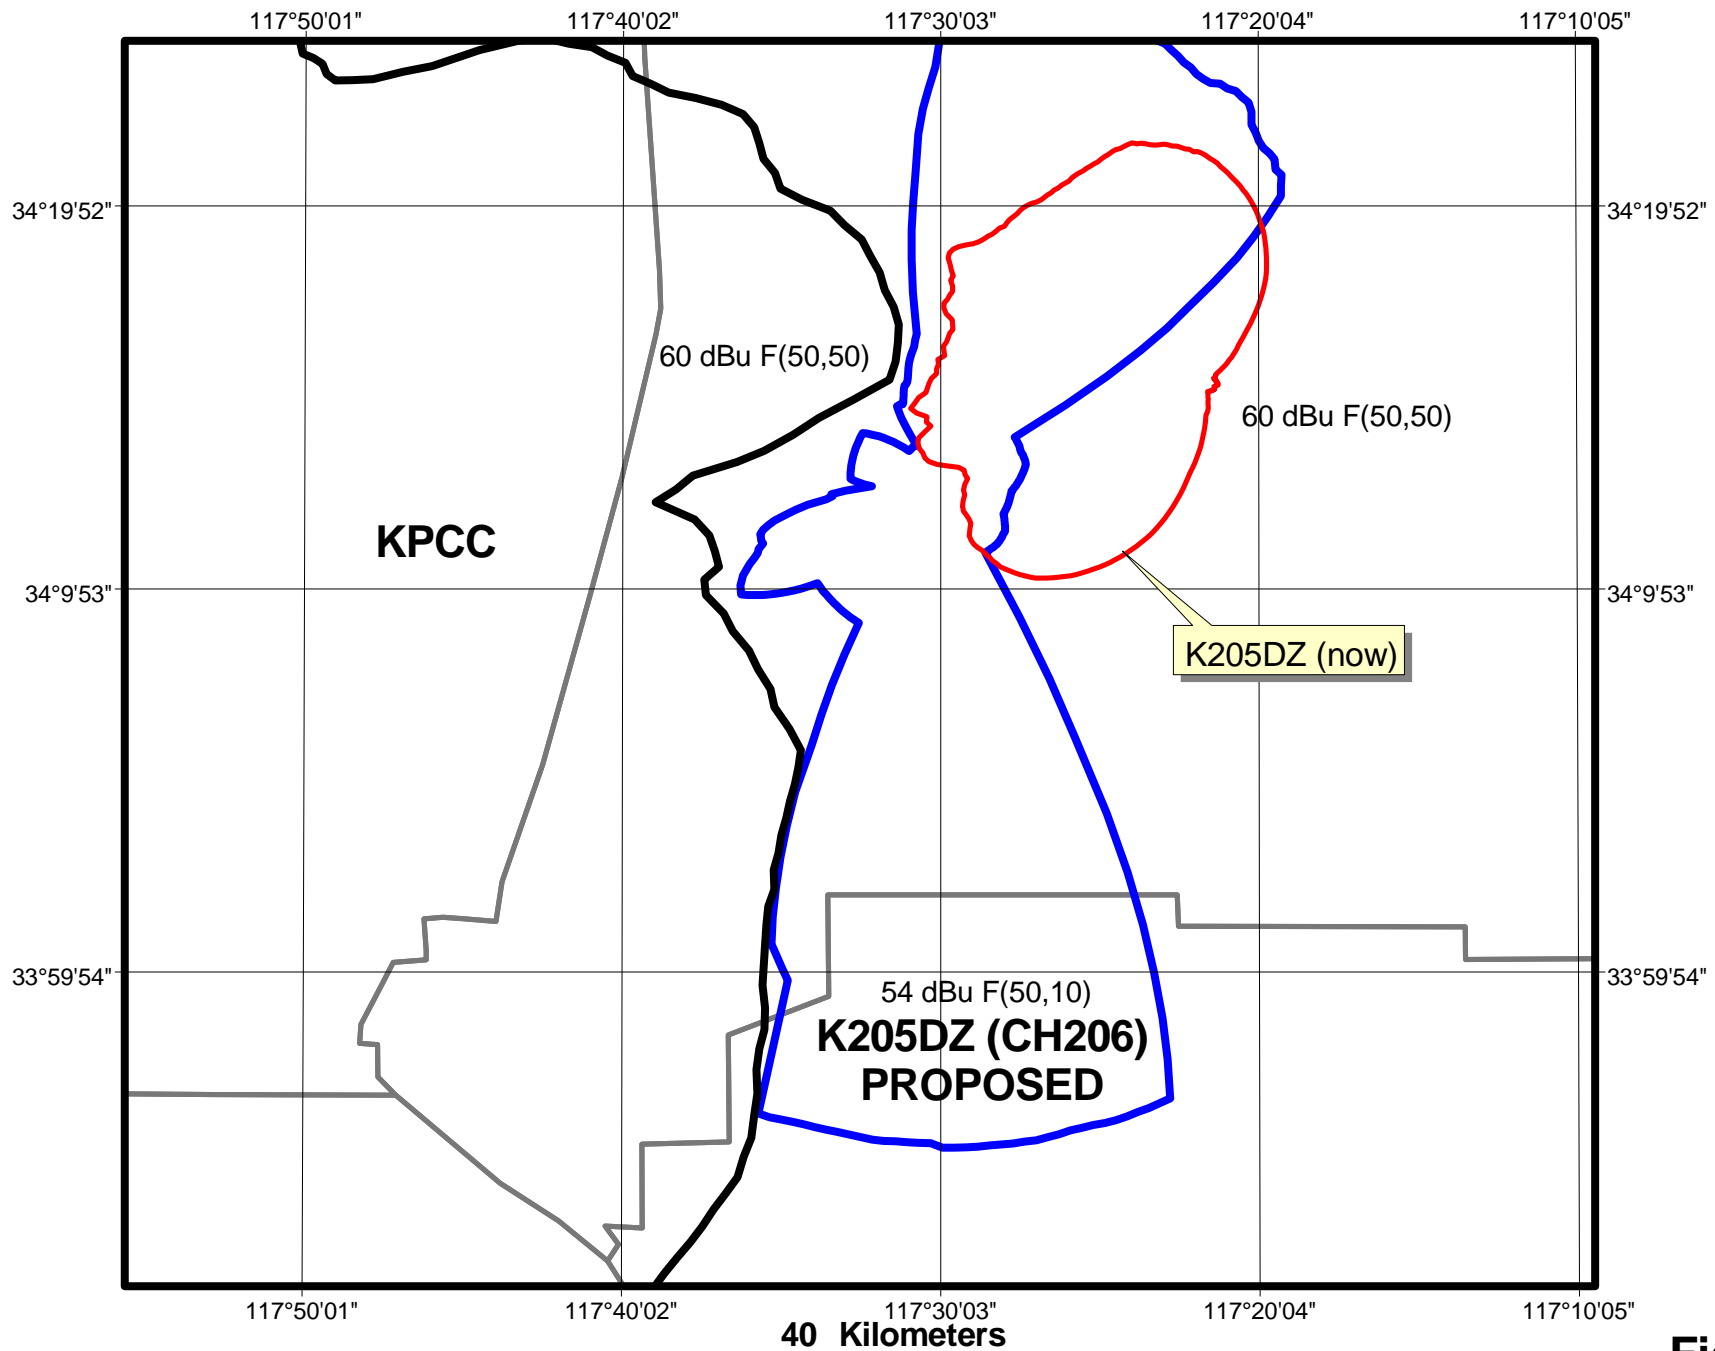 117°50'01" 117°40'02" 117°30'03" 117°20'04" 117°10'05"
34°19'52" 34°19'52"
60 dBu F(50,50)
60 dBu F(50,50)
KPCC
34°9'53" 34°9'53"
K205DZ (now)
33°59'54" 33°59'54"
54 dBu F(50,10)
K205DZ (CH206)
PROPOSED
117°50'01" 117°40'02" 117°30'03" 117°20'04" 117°10'05"
40 Kilometers